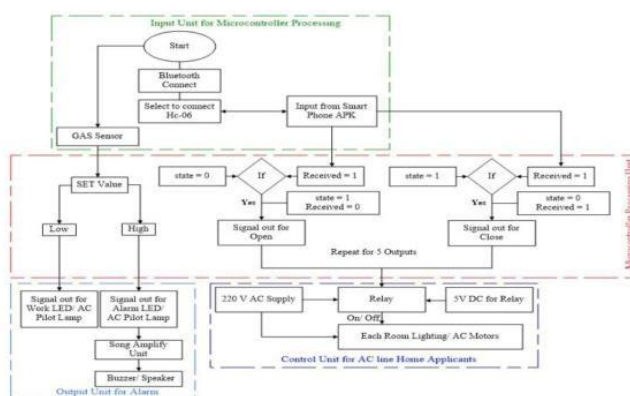 Input Unit for Microcontroller Processing
Start
Bluetooth
Connect
Select to connect
Hc-06
Input from Smart
Phone APK
GAS Sensor
SET Value
state = 0
If
Received = 1
state = 1
If
Received = 1
Yes
state = 1
Received = 0
Yes
state = 0
Received = 1
Low
High
Signal out for
Open
Signal out for
Close
Repeat for 5 Outputs
Microcontroller Processing Unit
Signal out for
Work LED/ AC
Pilot Lamp
Signal out for
Alarm LED/
AC Pilot Lamp
220 V AC Supply
Relay
5V DC for Relay
On/ Off
Song Amplify
Unit
Each Room Lighting/ AC Motors
Buzzer/ Speaker
Control Unit for AC line Home Applicants
Output Unit for Alarm